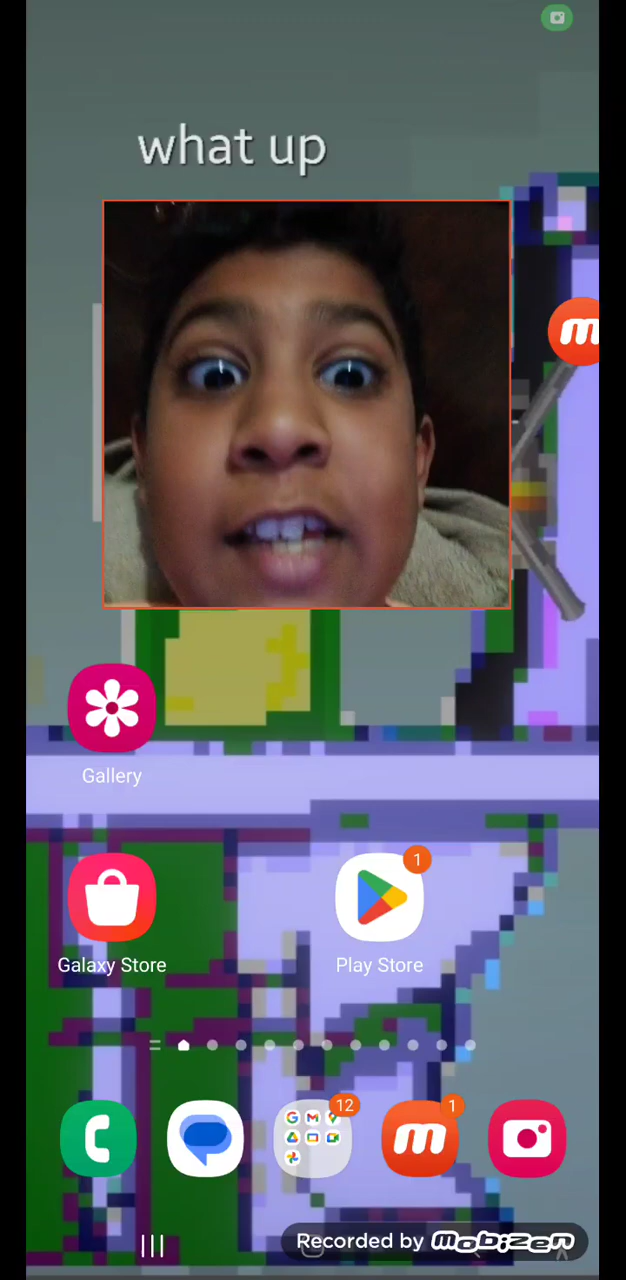 what up
Gallery
1
Galaxy Store
Play Store
12
1
Recorded by mobizen